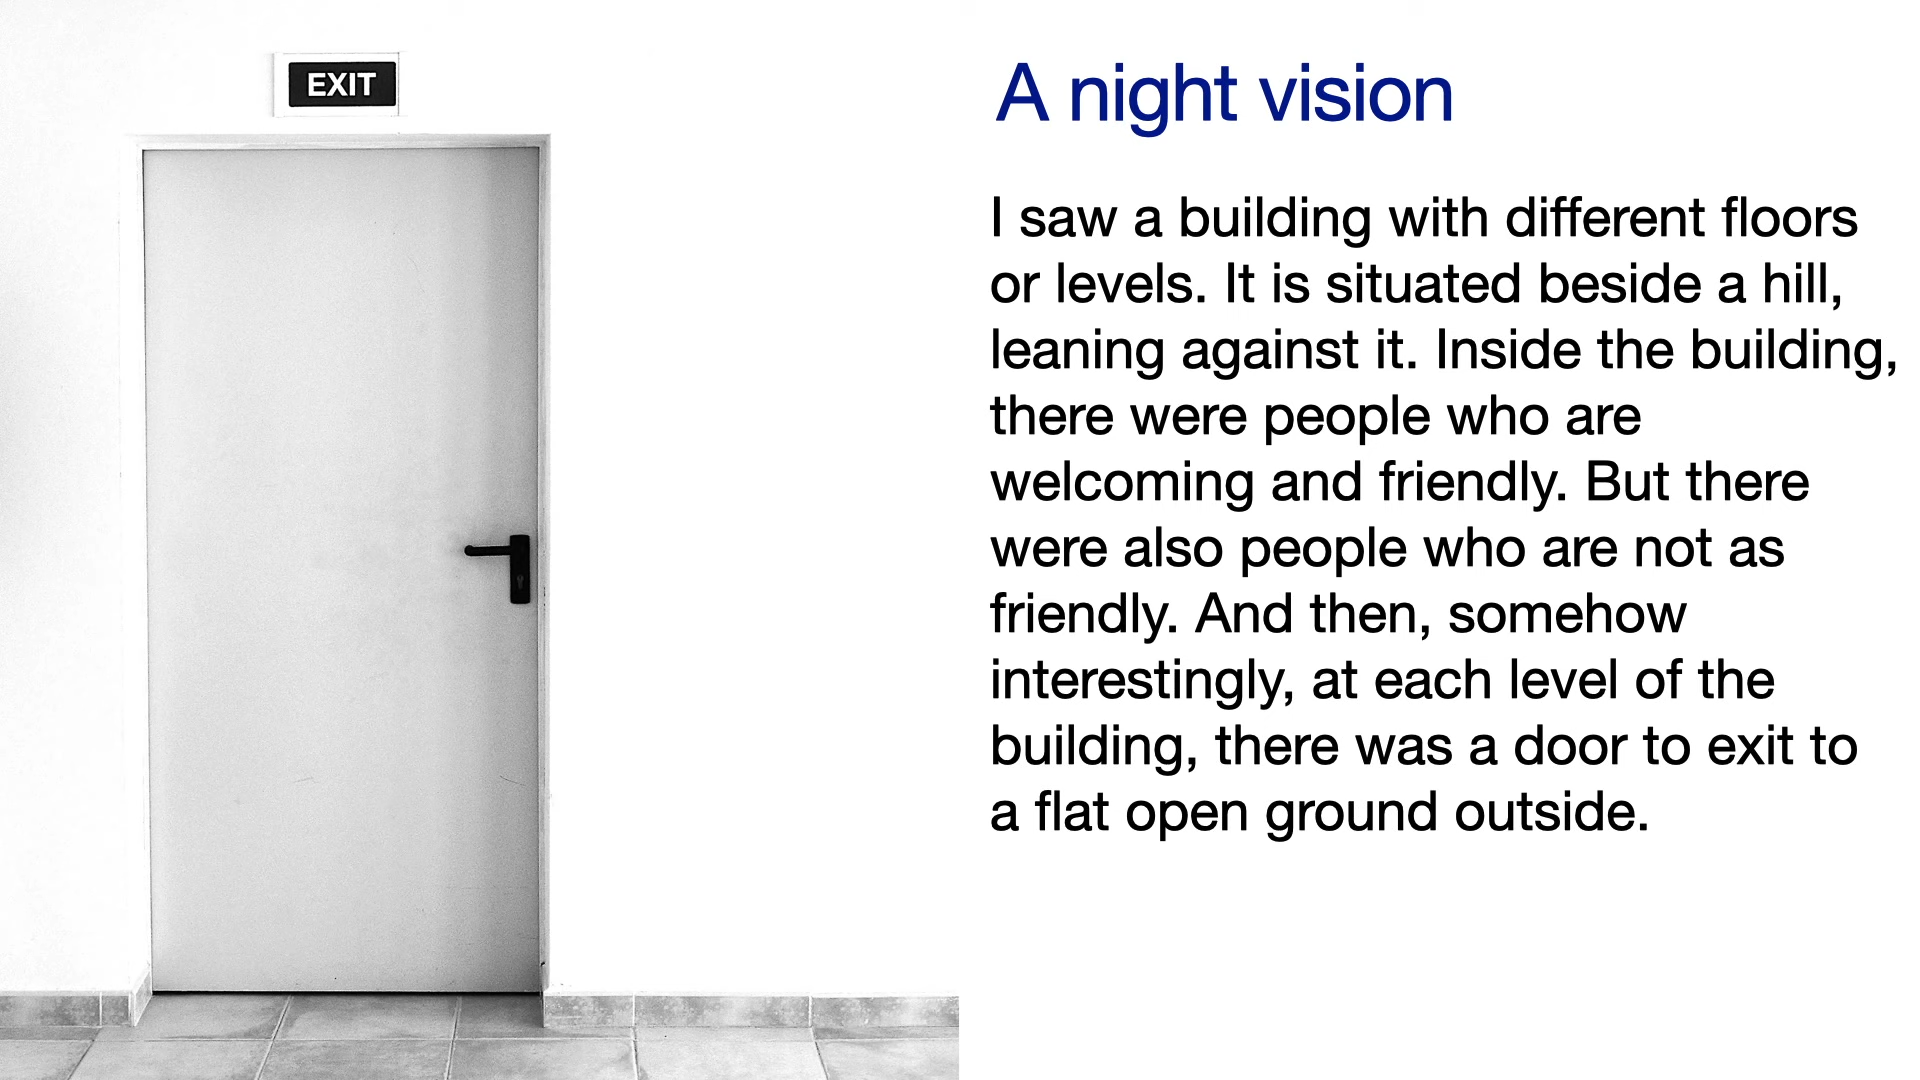 EXIT
A night vision
I saw a building with different floors
or levels. It is situated beside a hill,
leaning against it. Inside the building,
there were people who are
welcoming and friendly. But there
were also people who are not as
friendly. And then, somehow
interestingly, at each level of the
building, there was a door to exit to
a flat open ground outside.